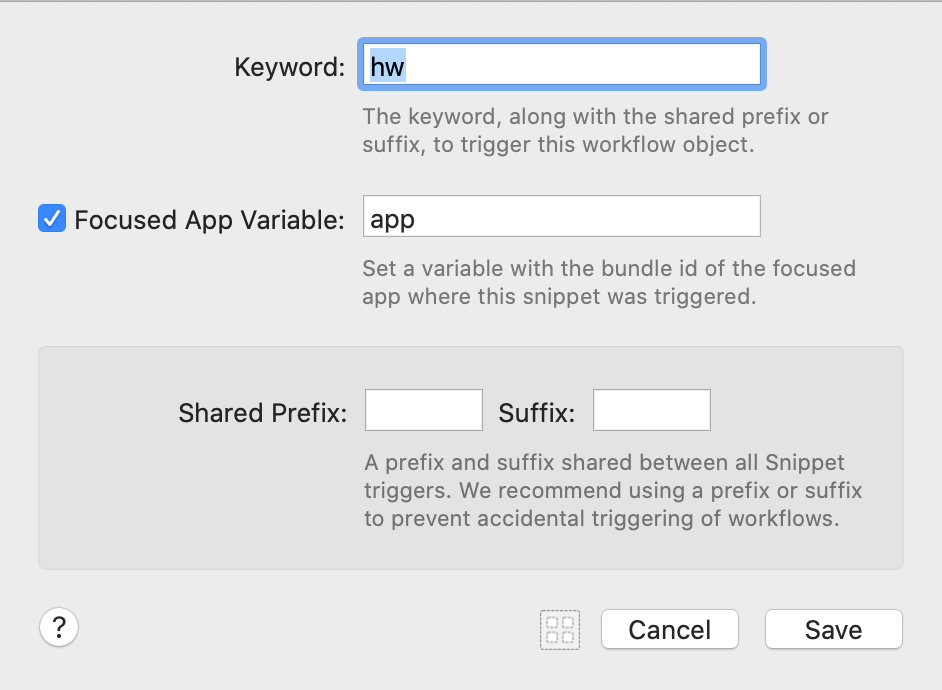 Keyword: hw
The keyword, along with the shared prefix or
suffix, to trigger this workflow object.
Focused App Variable: app
Set a variable with the bundle id of the focused
app where this snippet was triggered.
Shared Prefix: Suffix:
A prefix and suffix shared between all Snippet
triggers. We recommend using a prefix or suffix
to prevent accidental triggering of workflows.
? Cancel Save